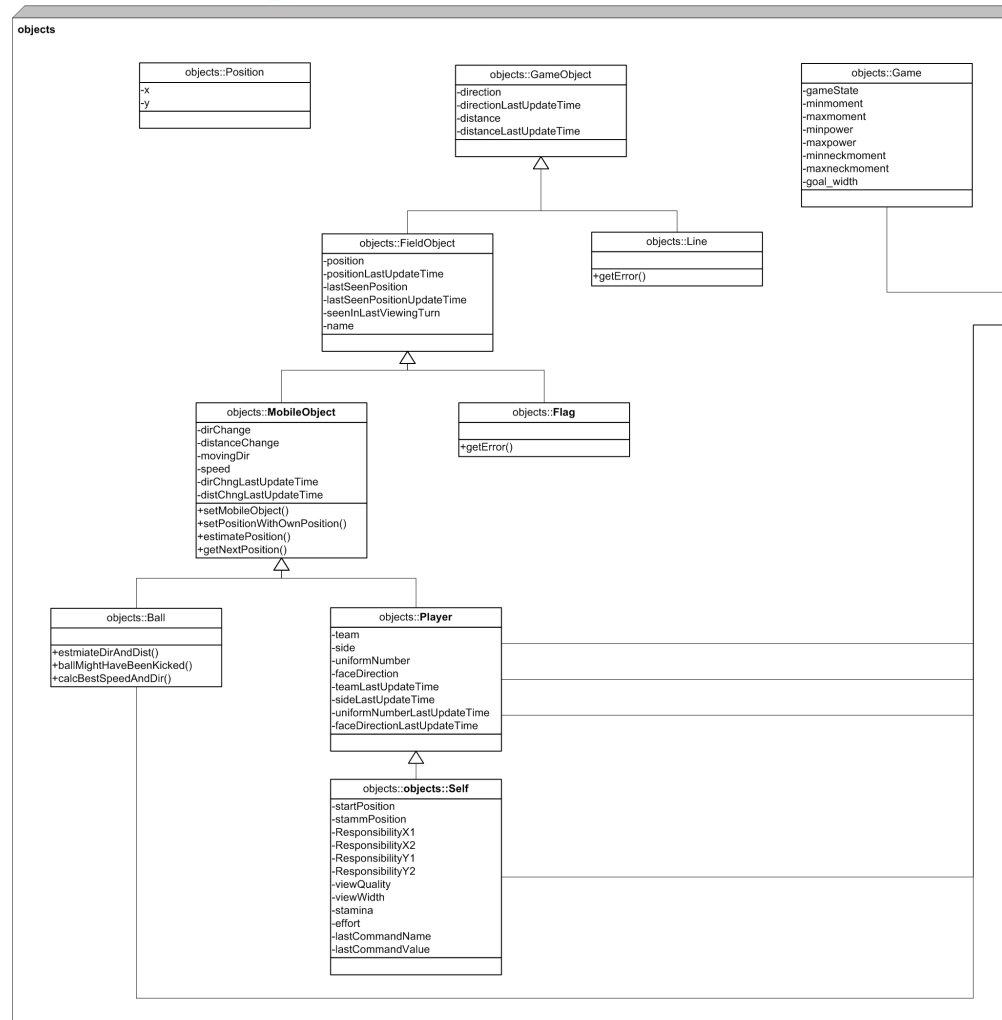 objects
objects::Position
-x
-y
objects::GameObject
-direction
-directionLastUpdateTime
-distance
-distanceLastUpdateTime
objects::Game
-gameState
-minmoment
-maxmoment
-minpower
-maxpower
-minneckmoment
-maxneckmoment
-goal_width
objects::FieldObject
-position
-positionLastUpdateTime
-lastSeenPosition
-lastSeenPositionUpdateTime
-seenInLastViewingTurn
-name
objects::Line
+getError()
objects::MobileObject
-dirChange
-distanceChange
-movingDir
-speed
-dirChngLastUpdateTime
-distChngLastUpdateTime
+setMobileObject()
+setPositionWithOwnPosition()
+estimatePosition()
+getNextPosition()
objects::Flag
+getError()
objects::Ball
+estmiateDirAndDist()
+ballMightHaveBeenKicked()
+calcBestSpeedAndDir()
objects::Player
-team
-side
-uniformNumber
-faceDirection
-teamLastUpdateTime
-sideLastUpdateTime
-uniformNumberLastUpdateTime
-faceDirectionLastUpdateTime
objects::objects::Self
-startPosition
-stammPosition
-ResponsibilityX1
-ResponsibilityX2
-ResponsibilityY1
-ResponsibilityY2
-viewQuality
-viewWidth
-stamina
-effort
-lastCommandName
-lastCommandValue